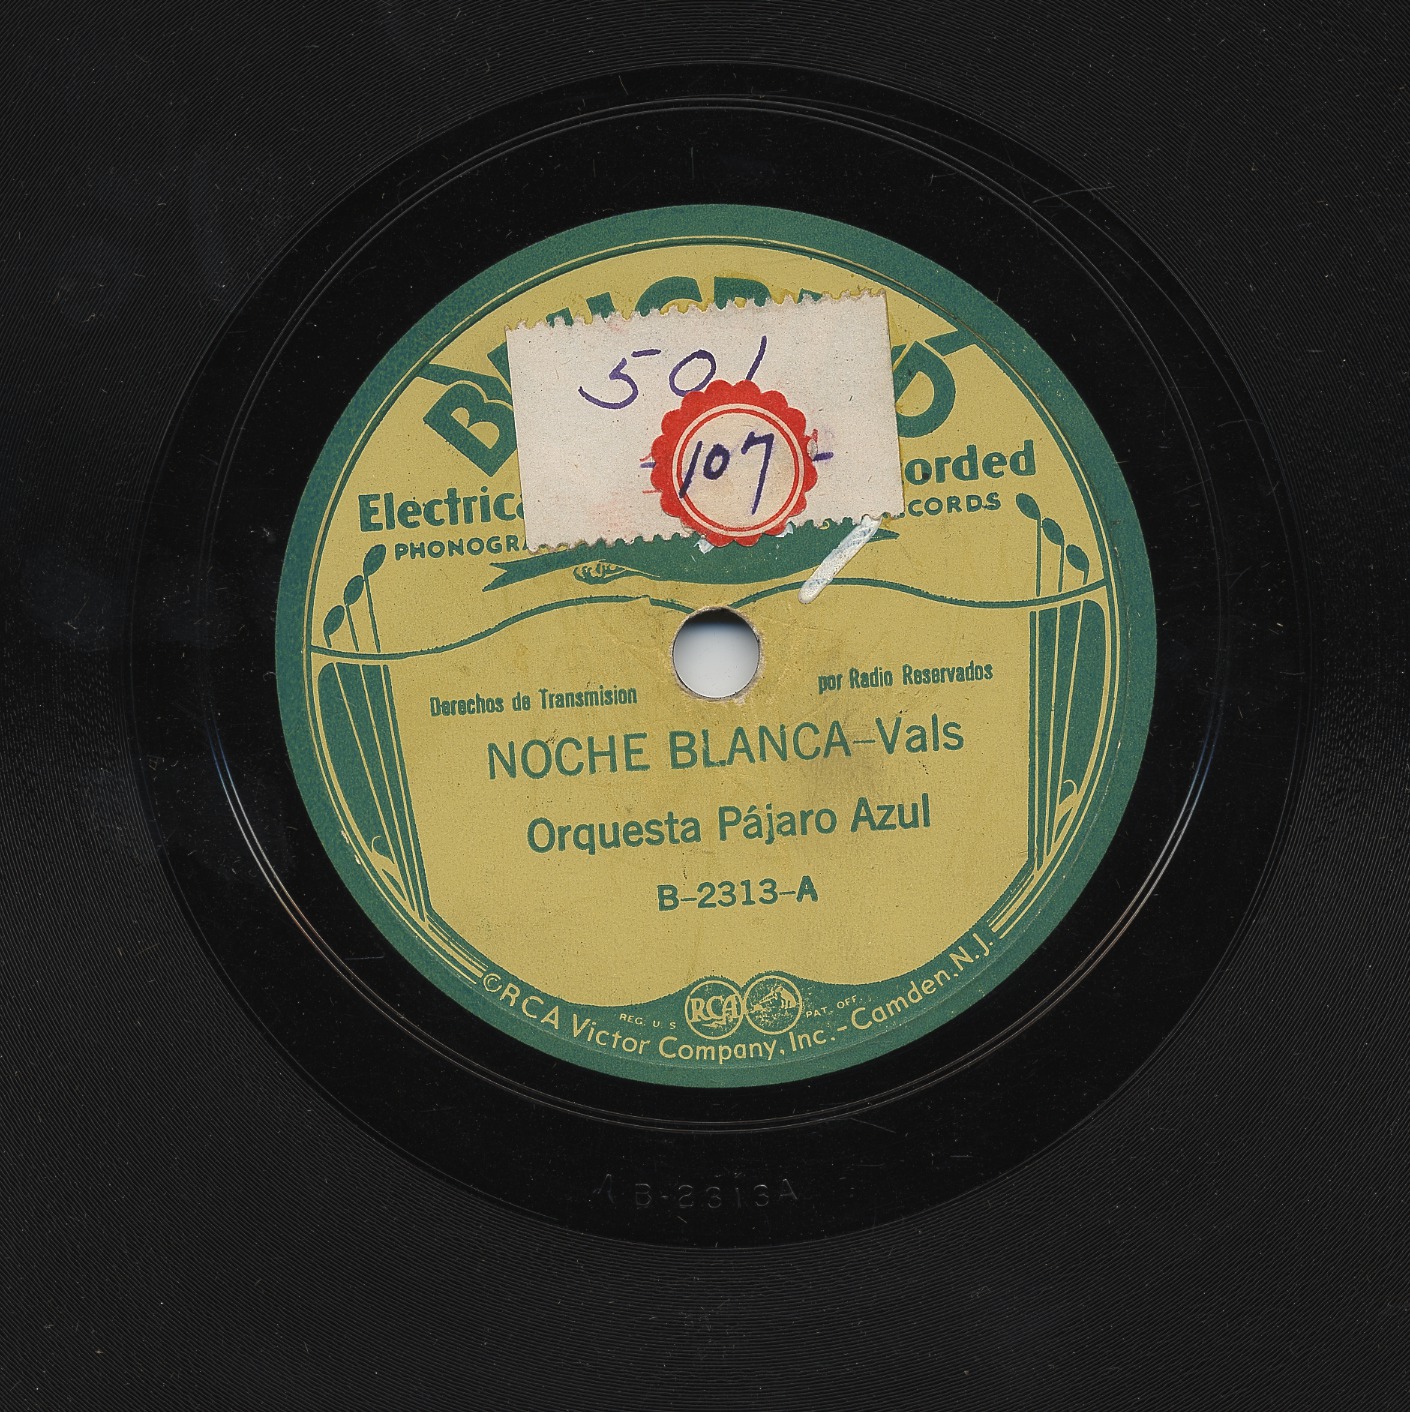 501
107
Electrica
orded
PHONOGRA
CORDS
Derechos de Transmision
por Radio Reservados
NOCHE BLANCA–Vals
Orquesta Pájaro Azul
B–2313–A
RCA
REG. U S
PAT. OFF.
©RCA Victor Company, Inc.-Camden, N.J.
B-2313A